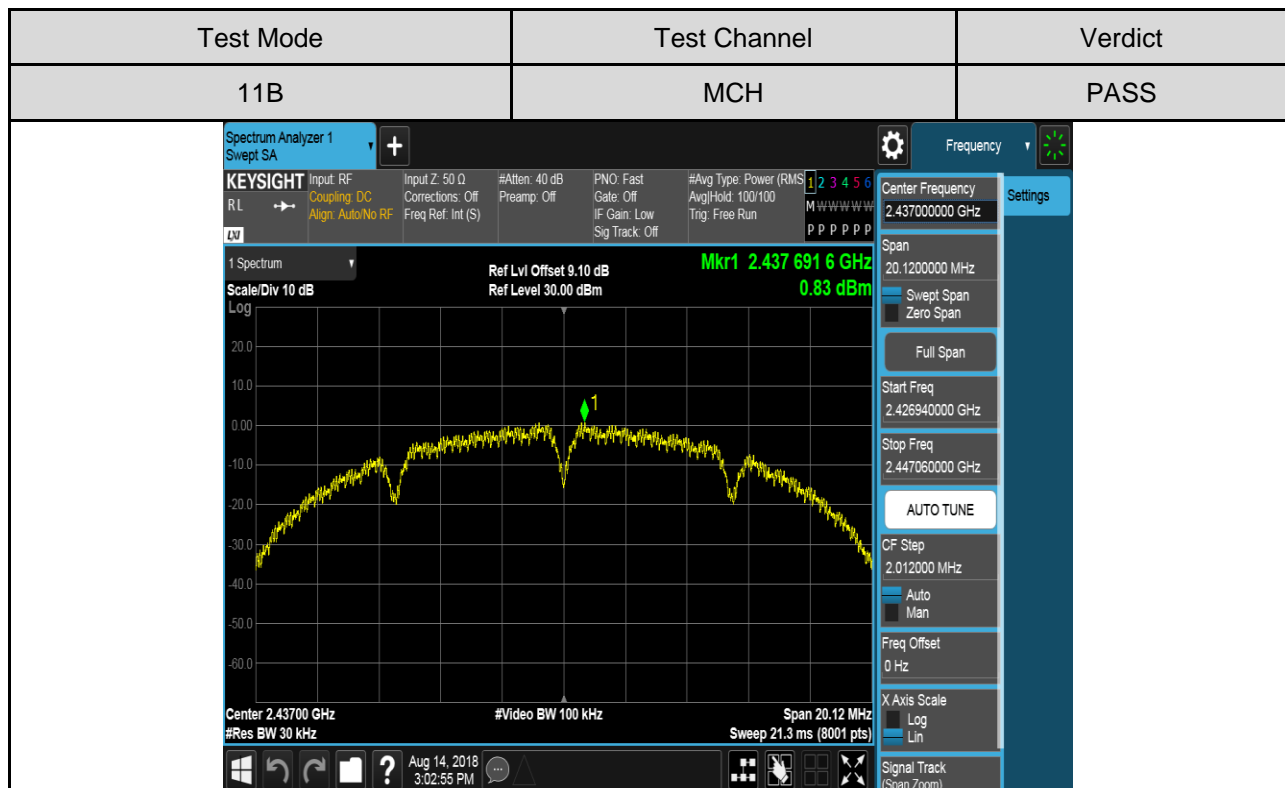 Test Mode Test Channel Verdict
11B MCH PASS
Spectrum Analyzer 1
Swept SA
+
Frequency
KEYSIGHT
RL
LXI
Input: RF
Coupling: DC
Align: Auto/No RF
Input Z: 50 Ω
Corrections: Off
Freq Ref: Int (S)
#Atten: 40 dB
Preamp: Off
PNO: Fast
Gate: Off
IF Gain: Low
Sig Track: Off
#Avg Type: Power (RMS
Avg|Hold: 100/100
Trig: Free Run
1 2 3 4 5 6
M W W W W W
P P P P P P
1 Spectrum
Scale/Div 10 dB
Ref Lvl Offset 9.10 dB
Ref Level 30.00 dBm
Mkr1 2.437 691 6 GHz
0.83 dBm
Log
20.0
10.0
0.00
-10.0
-20.0
-30.0
-40.0
-50.0
-60.0
1
Center 2.43700 GHz
#Res BW 30 kHz
#Video BW 100 kHz
Span 20.12 MHz
Sweep 21.3 ms (8001 pts)
?
Aug 14, 2018
3:02:55 PM
Center Frequency
2.437000000 GHz
Span
20.1200000 MHz
Swept Span
Zero Span
Full Span
Start Freq
2.426940000 GHz
Stop Freq
2.447060000 GHz
AUTO TUNE
CF Step
2.012000 MHz
Auto
Man
Freq Offset
0 Hz
X Axis Scale
Log
Lin
Signal Track
(Span Zoom)
Settings